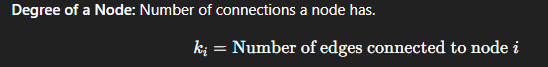 Degree of a Node: Number of connections a node has.
kᵢ = Number of edges connected to node i